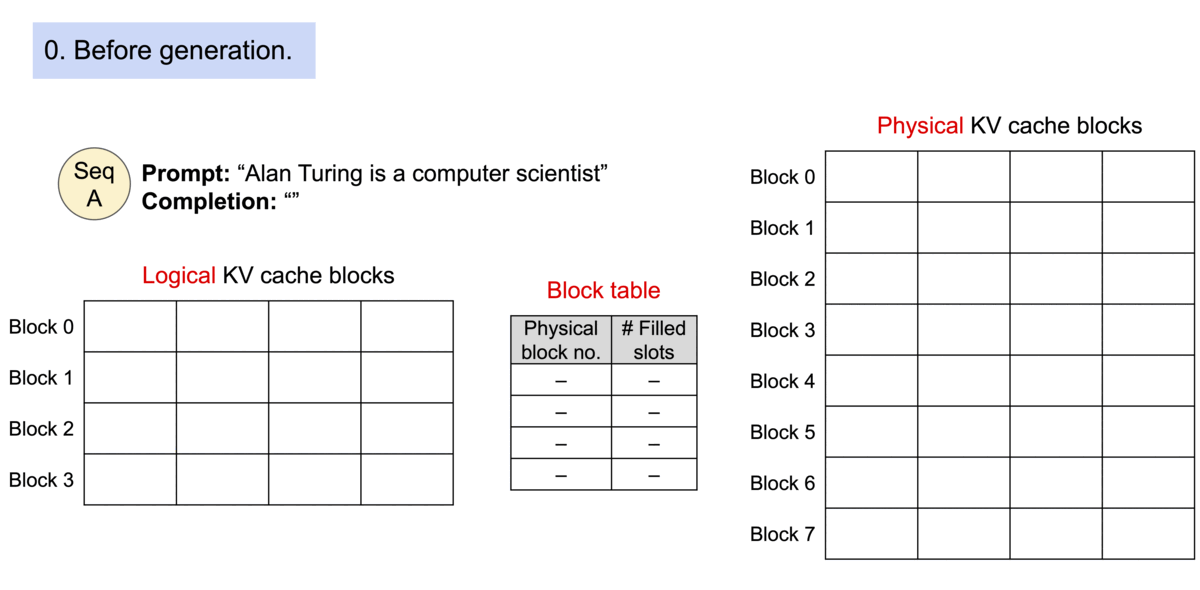 0. Before generation.
Seq
A
Prompt: “Alan Turing is a computer scientist”
Completion: “”
Logical KV cache blocks
Block 0
Block 1
Block 2
Block 3
Block table
Physical block no.
# Filled slots
– –
– –
– –
– –
Physical KV cache blocks
Block 0
Block 1
Block 2
Block 3
Block 4
Block 5
Block 6
Block 7